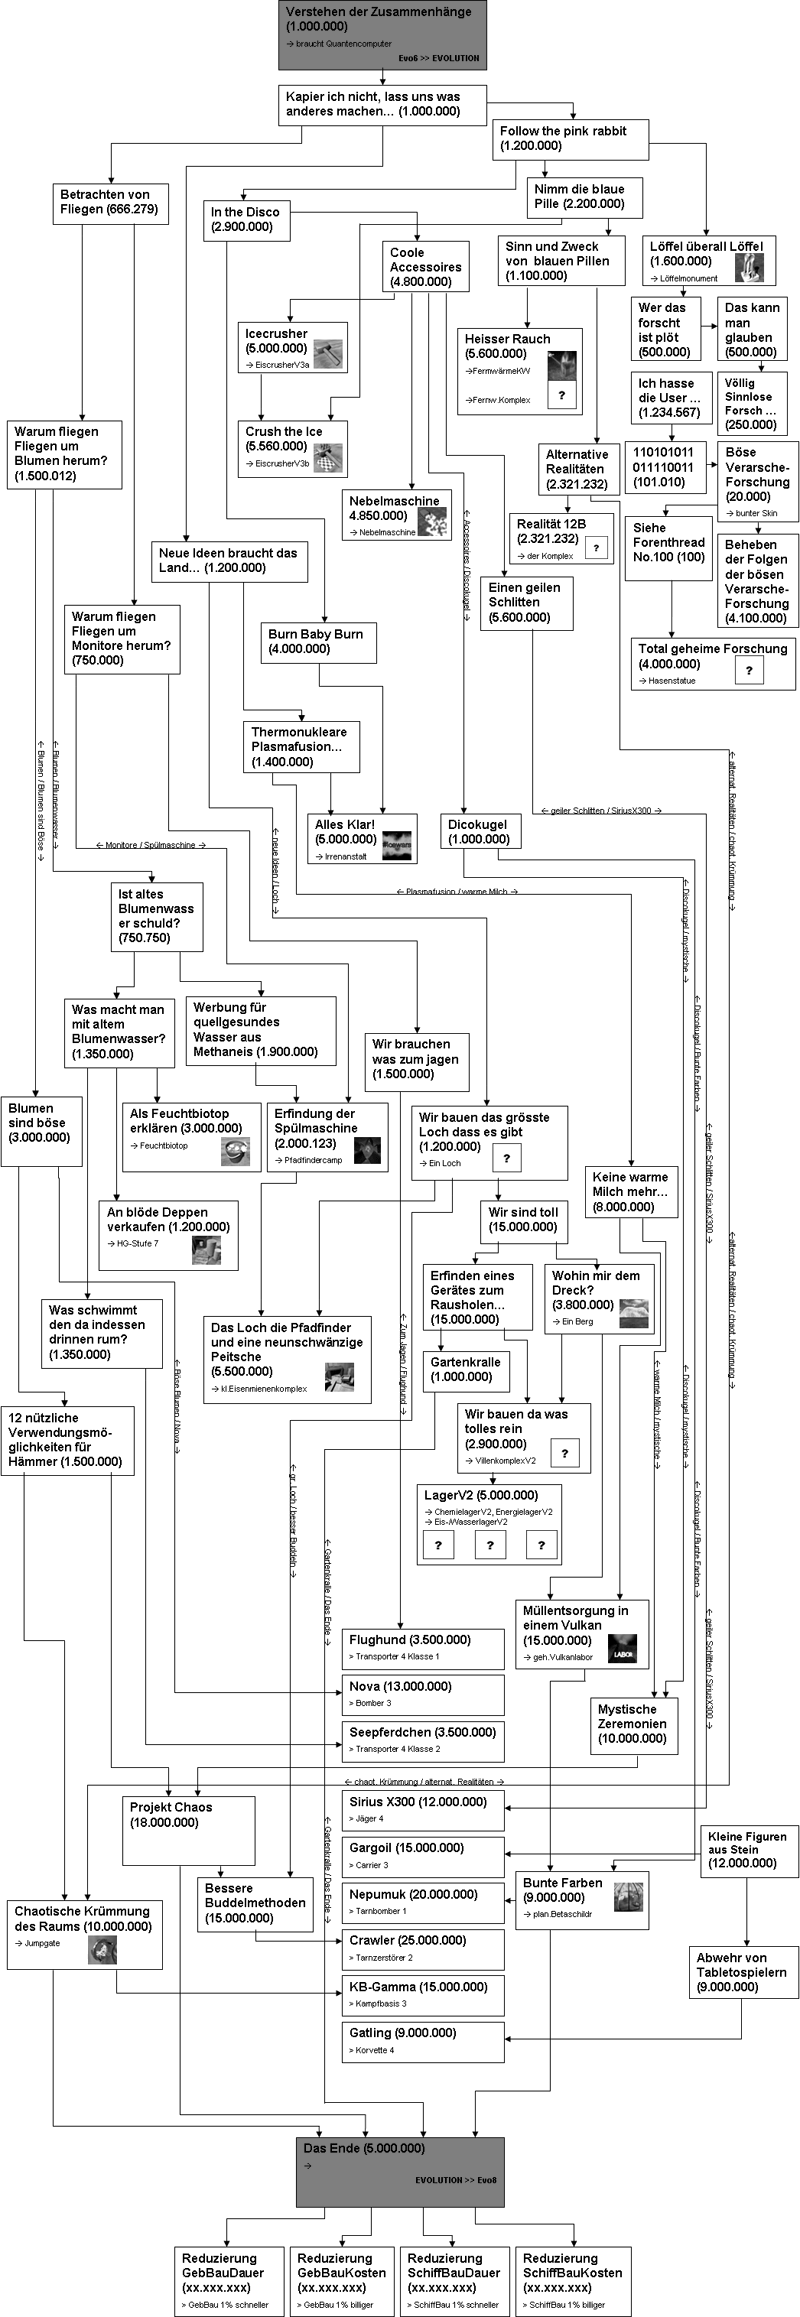 Verstehen der Zusammenhänge
(1.000.000)
→ braucht Quantencomputer
Evo6 >> EVOLUTION
Kapier ich nicht, lass uns was
anderes machen... (1.000.000)
Follow the pink rabbit
(1.200.000)
Betrachten von
Fliegen (666.279)
In the Disco
(2.900.000)
Nimm die blaue
Pille (2.200.000)
Coole
Accessoires
(4.800.000)
Sinn und Zweck
von blauen Pillen
(1.100.000)
Löffel überall Löffel
(1.600.000)
→ Löffelmonument
Wer das
forscht
ist plöt
(500.000)
Das kann
man
glauben
(500.000)
Icecrusher
(5.000.000)
→ EiscrusherV3a
Heisser Rauch
(5.600.000)
→FernwärmeKW
→Fernw.Komplex
?
Ich hasse
die User ...
(1.234.567)
Völlig
Sinnlose
Forsch ...
(250.000)
Warum fliegen
Fliegen um
Blumen herum?
(1.500.012)
Crush the Ice
(5.560.000)
→ EiscrusherV3b
Alternative
Realitäten
(2.321.232)
110101011
011110011
(101.010)
Böse
Verarsche-
Forschung
(20.000)
→ bunter Skin
Nebelmaschine
4.850.000)
→ Nebelmaschine
Realität 12B
(2.321.232)
→ der Komplex
?
Siehe
Forenthread
No.100 (100)
Beheben
der Folgen
der bösen
Verarsche-
Forschung
(4.100.000)
← Accessoires / Discokugel →
Neue Ideen braucht das
Land... (1.200.000)
Einen geilen
Schlitten
(5.600.000)
Warum fliegen
Fliegen um
Monitore herum?
(750.000)
Burn Baby Burn
(4.000.000)
Total geheime Forschung
(4.000.000)
→ Hasenstatue
?
Thermonukleare
Plasmafusion...
(1.400.000)
← Blumen / Blumen sind Böse →
← Blumen / Blumenwasser →
← alternat. Realtäten / chaot. Krümmung →
Alles Klar!
(5.000.000)
→ Irrenanstalt
Dicokugel
(1.000.000)
← geiler Schlitten / SiriusX300 →
← Monitore / Spülmaschine →
← neue Ideen / Loch →
← Plasmafusion / warme Milch →
← Discokugel / mystische →
Ist altes
Blumenwass
er schuld?
(750.750)
Was macht man
mit altem
Blumenwasser?
(1.350.000)
Werbung für
quellgesundes
Wasser aus
Methaneis (1.900.000)
← Discokugel / Bunte Farben →
Wir brauchen
was zum jagen
(1.500.000)
Blumen
sind böse
(3.000.000)
Als Feuchtbiotop
erklären (3.000.000)
→ Feuchtbiotop
Erfindung der
Spülmaschine
(2.000.123)
→ Pfadfindercamp
Wir bauen das grösste
Loch dass es gibt
(1.200.000)
→ Ein Loch
?
← geiler Schlitten / SiriusX300 →
Keine warme
Milch mehr...
(8.000.000)
An blöde Deppen
verkaufen (1.200.000)
→ HG-Stufe 7
Wir sind toll
(15.000.000)
← alternat. Realtäten / chaot. Krümmung →
Erfinden eines
Gerätes zum
Rausholen...
(15.000.000)
Wohin mir dem
Dreck?
(3.800.000)
→ Ein Berg
Was schwimmt
den da indessen
drinnen rum?
(1.350.000)
Das Loch die Pfadfinder
und eine neunschwänzige
Peitsche
(5.500.000)
→ kl.Eisenmienenkomplex
← Zum Jagen / Flughund →
Gartenkralle
(1.000.000)
← Böse Blumen / Nova →
← warme Milch / mystische →
← Discokugel / mystische →
12 nützliche
Verwendungsmö-
glichkeiten für
Hämmer (1.500.000)
Wir bauen da was
tolles rein
(2.900.000)
→ VillenkomplexV2
?
← gr. Loch / besser Buddeln →
LagerV2 (5.000.000)
→ ChemielagerV2, EnergielagerV2
→ Eis-/WasserlagerV2
?
?
?
← Discokugel / Bunte Farben →
← Gartenkralle / Das Ende →
Müllentsorgung in
einem Vulkan
(15.000.000)
→ geh.Vulkanlabor
LABOR
← geiler Schlitten / SiriusX300 →
Flughund (3.500.000)
> Transporter 4 Klasse 1
Nova (13.000.000)
> Bomber 3
Mystische
Zeremonien
(10.000.000)
Seepferdchen (3.500.000)
> Transporter 4 Klasse 2
← chaot. Krümmung / alternat. Realitäten →
Projekt Chaos
(18.000.000)
Sirius X300 (12.000.000)
> Jäger 4
← Gartenkralle / Das Ende →
Gargoil (15.000.000)
> Carrier 3
Kleine Figuren
aus Stein
(12.000.000)
Bessere
Buddelmethoden
(15.000.000)
Nepumuk (20.000.000)
> Tarnbomber 1
Bunte Farben
(9.000.000)
→ plan.Betaschildr
Chaotische Krümmung
des Raums (10.000.000)
→ Jumpgate
Crawler (25.000.000)
> Tarnzerstörer 2
Abwehr von
Tabletospielern
(9.000.000)
KB-Gamma (15.000.000)
> Kampfbasis 3
Gatling (9.000.000)
> Korvette 4
Das Ende (5.000.000)
→
EVOLUTION >> Evo8
Reduzierung
GebBauDauer
(xx.xxx.xxx)
> GebBau 1% schneller
Reduzierung
GebBauKosten
(xx.xxx.xxx)
> GebBau 1% billiger
Reduzierung
SchiffBauDauer
(xx.xxx.xxx)
> SchiffBau 1% schneller
Reduzierung
SchiffBauKosten
(xx.xxx.xxx)
> SchiffBau 1% billiger